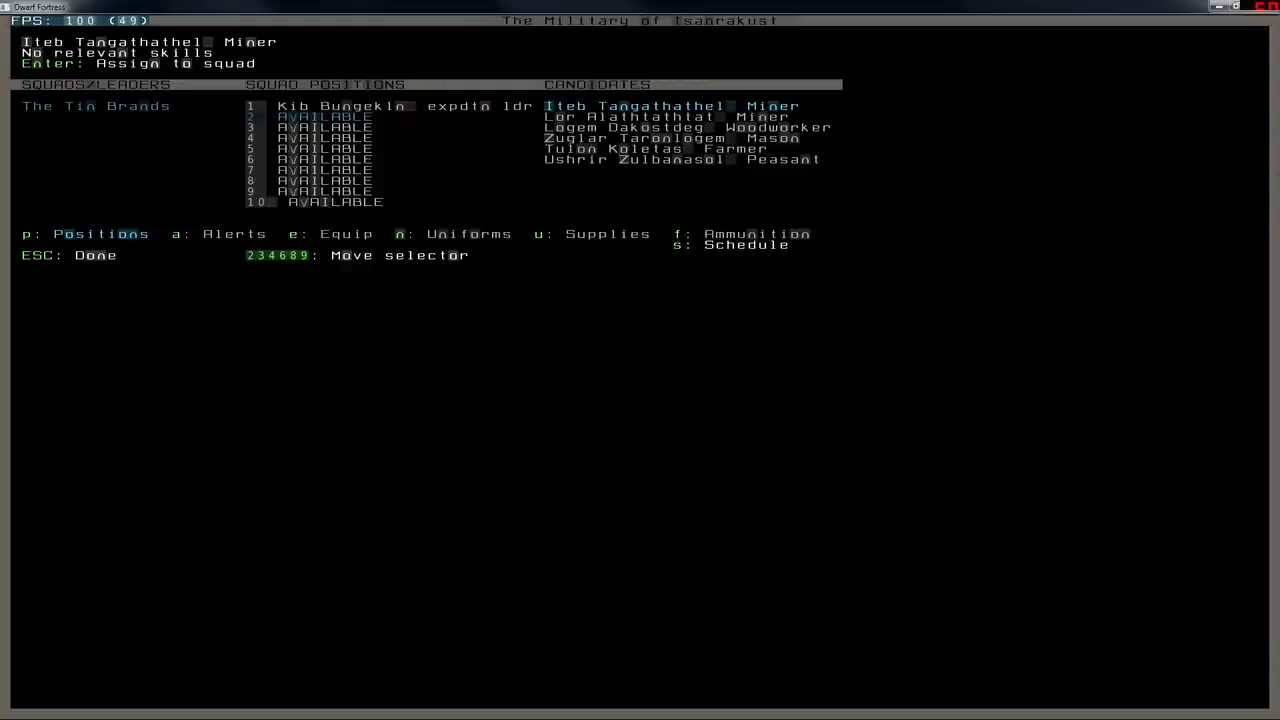 Dwarf Fortress
FPS: 100 (49) The Military of Isanrakust
Iteb Tangathathel Miner
No relevant skills
Enter: Assign to squad
SQUADS/LEADERS SQUAD POSITIONS CANDIDATES
The Tin Brands 1 Kib Bungekln expdtn ldr Iteb Tangathathel Miner
2 AVAILABLE Lor Alathtathtat Miner
3 AVAILABLE Logem Dakostdeg Woodworker
4 AVAILABLE Zuglar Taronlogem Mason
5 AVAILABLE Tulon Koletas Farmer
6 AVAILABLE Ushrir Zulbanasol Peasant
7 AVAILABLE
8 AVAILABLE
9 AVAILABLE
10 AVAILABLE
p: Positions a: Alerts e: Equip n: Uniforms u: Supplies f: Ammunition
s: Schedule
ESC: Done 234689: Move selector